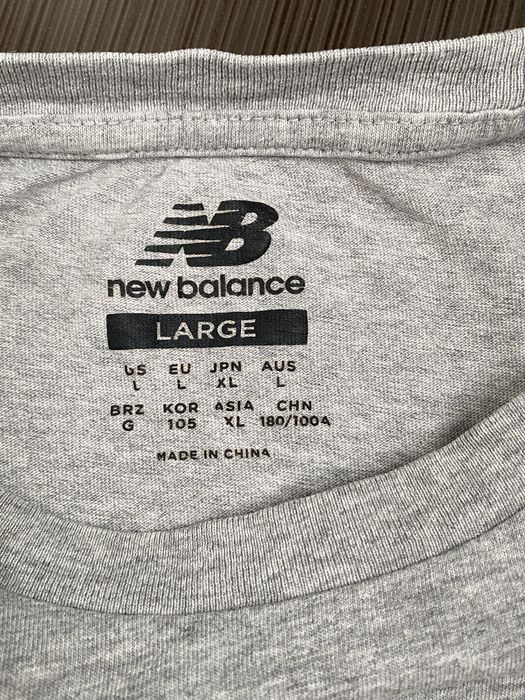 NB
new balance
LARGE
US EU JPN AUS
L L XL L
BRZ KOR ASIA CHN
G 105 XL 180/100A
MADE IN CHINA